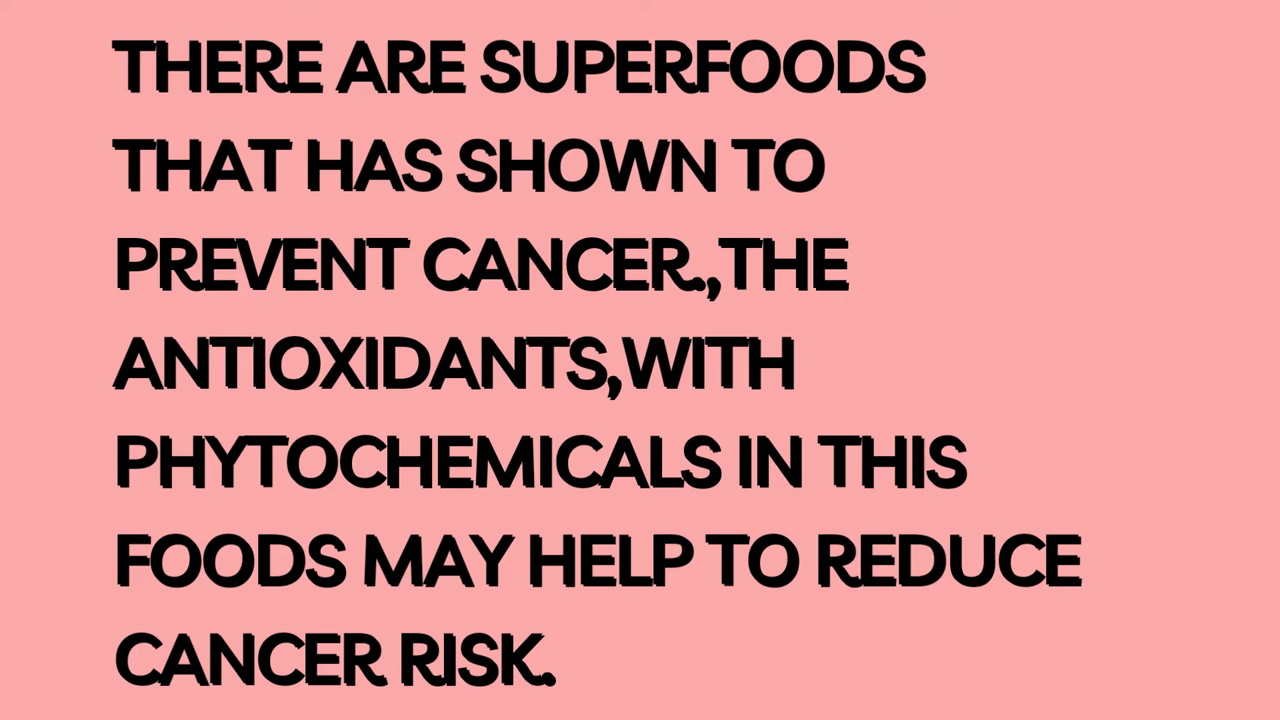 THERE ARE SUPERFOODS
THAT HAS SHOWN TO
PREVENT CANCER.,THE
ANTIOXIDANTS,WITH
PHYTOCHEMICALS IN THIS
FOODS MAY HELP TO REDUCE
CANCER RISK.